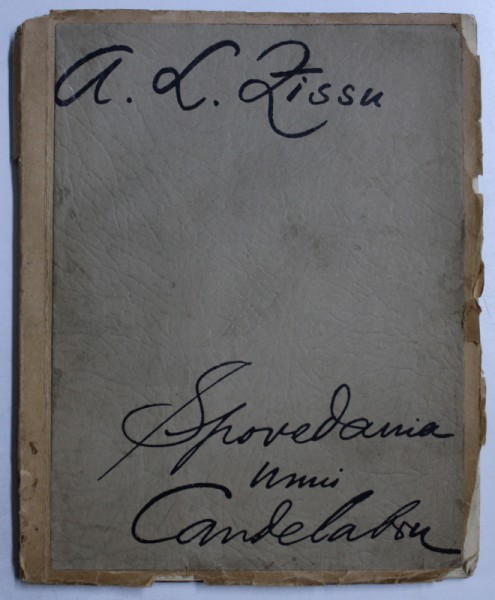 A. L. Zissu
Spovedania
unui
Candelabru